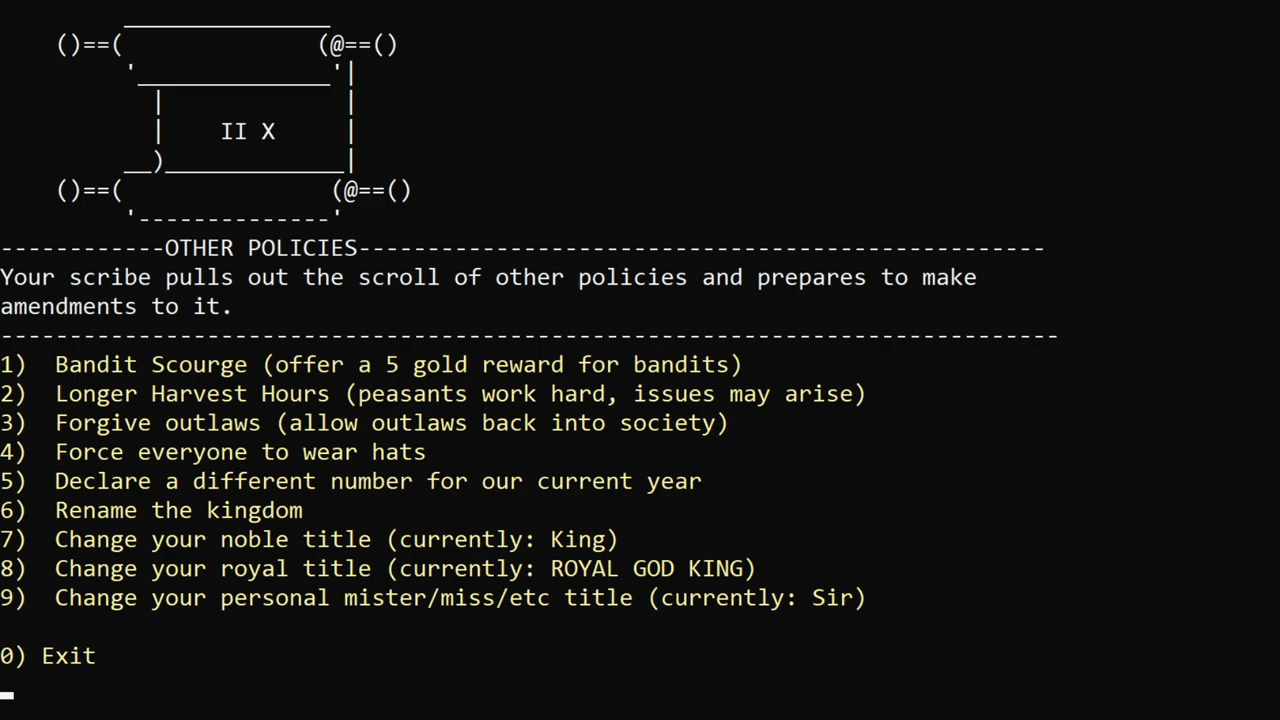 _______________
    ()==(              (@==()
         '______________'|
           |             |
           |    II X     |
         __)_____________|
    ()==(               (@==()
         '--------------'
------------OTHER POLICIES--------------------------------------------------
Your scribe pulls out the scroll of other policies and prepares to make
amendments to it.
-----------------------------------------------------------------------------
1)  Bandit Scourge (offer a 5 gold reward for bandits)
2)  Longer Harvest Hours (peasants work hard, issues may arise)
3)  Forgive outlaws (allow outlaws back into society)
4)  Force everyone to wear hats
5)  Declare a different number for our current year
6)  Rename the kingdom
7)  Change your noble title (currently: King)
8)  Change your royal title (currently: ROYAL GOD KING)
9)  Change your personal mister/miss/etc title (currently: Sir)
0) Exit